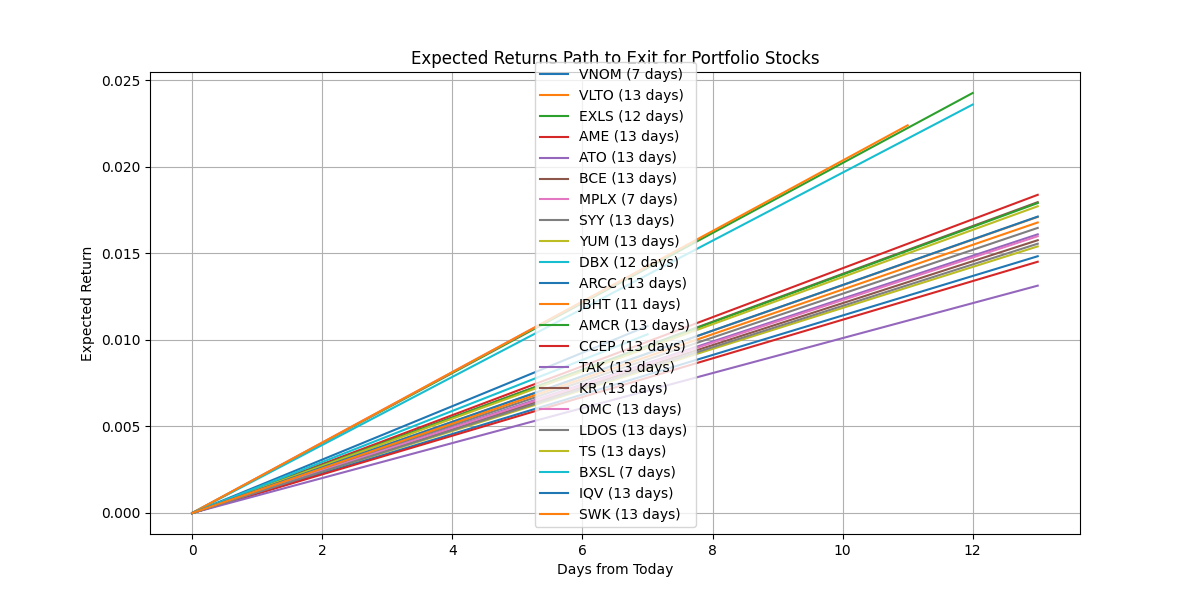 Expected Returns Path to Exit for Portfolio Stocks
VNOM (7 days)
VLTO (13 days)
EXLS (12 days)
AME (13 days)
ATO (13 days)
BCE (13 days)
MPLX (7 days)
SYY (13 days)
YUM (13 days)
DBX (12 days)
ARCC (13 days)
JBHT (11 days)
AMCR (13 days)
CCEP (13 days)
TAK (13 days)
KR (13 days)
OMC (13 days)
LDOS (13 days)
TS (13 days)
BXSL (7 days)
IQV (13 days)
SWK (13 days)
Expected Return
0.025
0.020
0.015
0.010
0.005
0.000
0 2 4 6 8 10 12
Days from Today